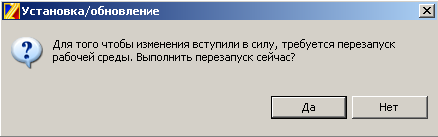 Установка/обновление
Для того чтобы изменения вступили в силу, требуется перезапуск
рабочей среды. Выполнить перезапуск сейчас?
Да
Нет